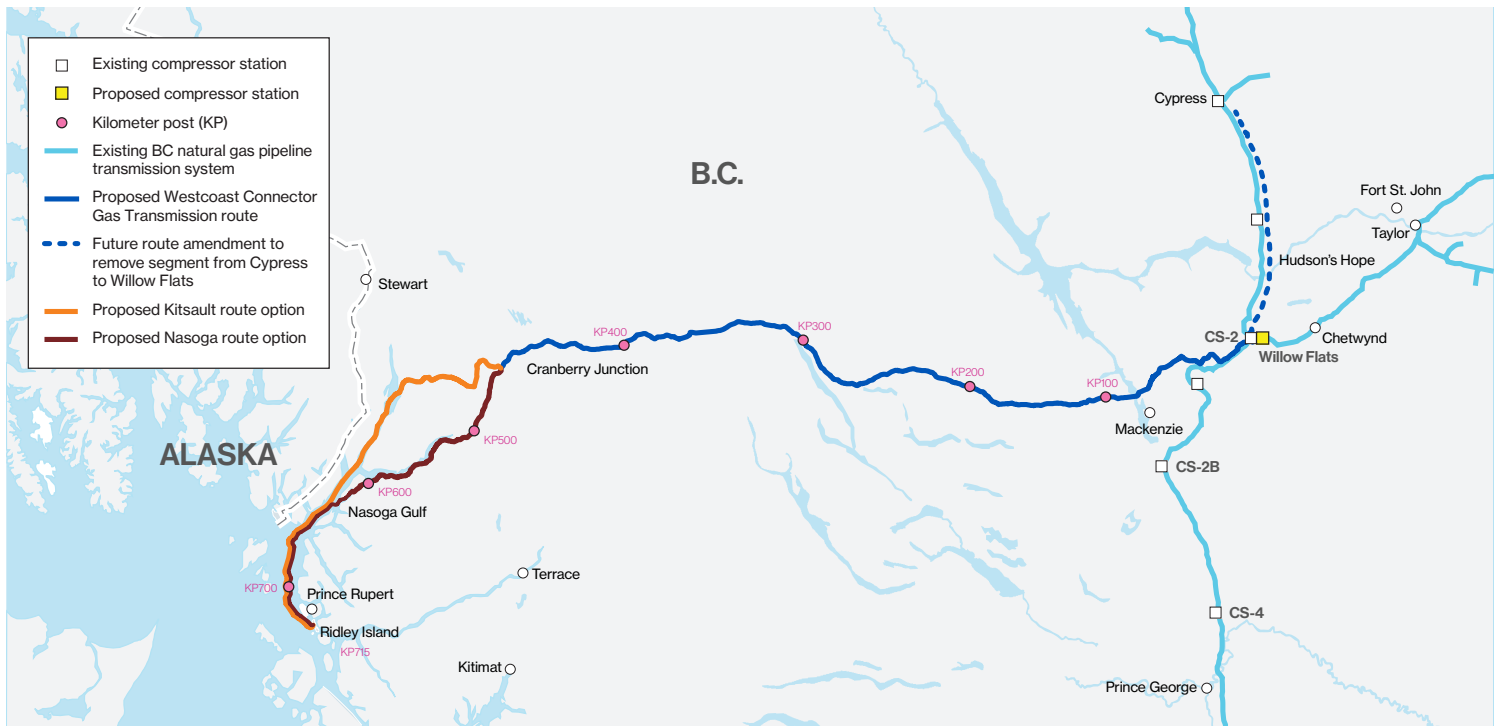 Existing compressor station
Proposed compressor station
Kilometer post (KP)
Existing BC natural gas pipeline
transmission system
Proposed Westcoast Connector
Gas Transmission route
Future route amendment to
remove segment from Cypress
to Willow Flats
Proposed Kitsault route option
Proposed Nasoga route option
Cypress
B.C.
Fort St. John
Taylor
Hudson's Hope
Stewart
KP400
KP300
CS-2
Willow Flats
Chetwynd
Cranberry Junction
KP200
KP100
Mackenzie
KP500
ALASKA
CS-2B
KP600
Nasoga Gulf
Terrace
KP700
Prince Rupert
Ridley Island
KP715
CS-4
Kitimat
Prince George